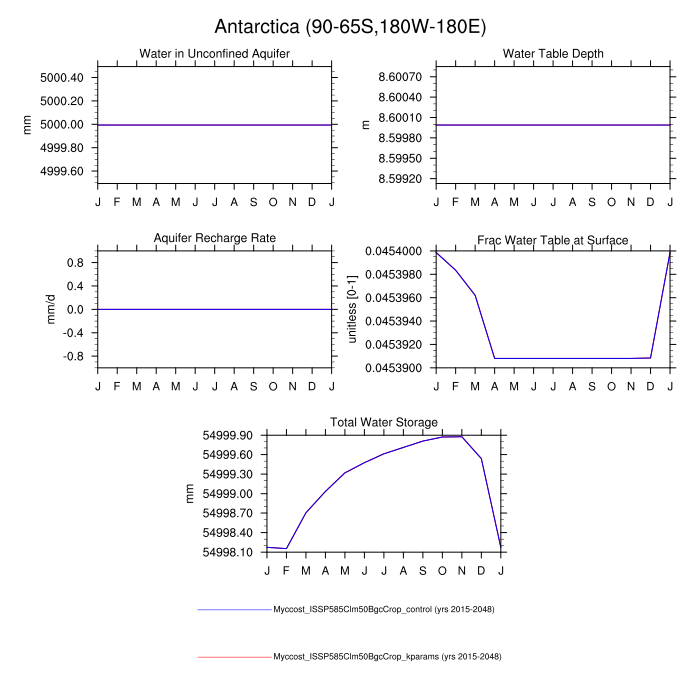 Antarctica (90-65S,180W-180E)
Water in Unconfined Aquifer
5000.40
5000.20
5000.00
4999.80
4999.60
mm
J F M A M J J A S O N D J
Water Table Depth
8.60070
8.60040
8.60010
8.59980
8.59950
8.59920
m
J F M A M J J A S O N D J
Aquifer Recharge Rate
0.8
0.4
0.0
-0.4
-0.8
mm/d
J F M A M J J A S O N D J
Frac Water Table at Surface
0.0454000
0.0453980
0.0453960
0.0453940
0.0453920
0.0453900
unitless [0-1]
J F M A M J J A S O N D J
Total Water Storage
54999.90
54999.60
54999.30
54999.00
54998.70
54998.40
54998.10
mm
J F M A M J J A S O N D J
Myccost_ISSP585Clm50BgcCrop_control (yrs 2015-2048)
Myccost_ISSP585Clm50BgcCrop_kparams (yrs 2015-2048)